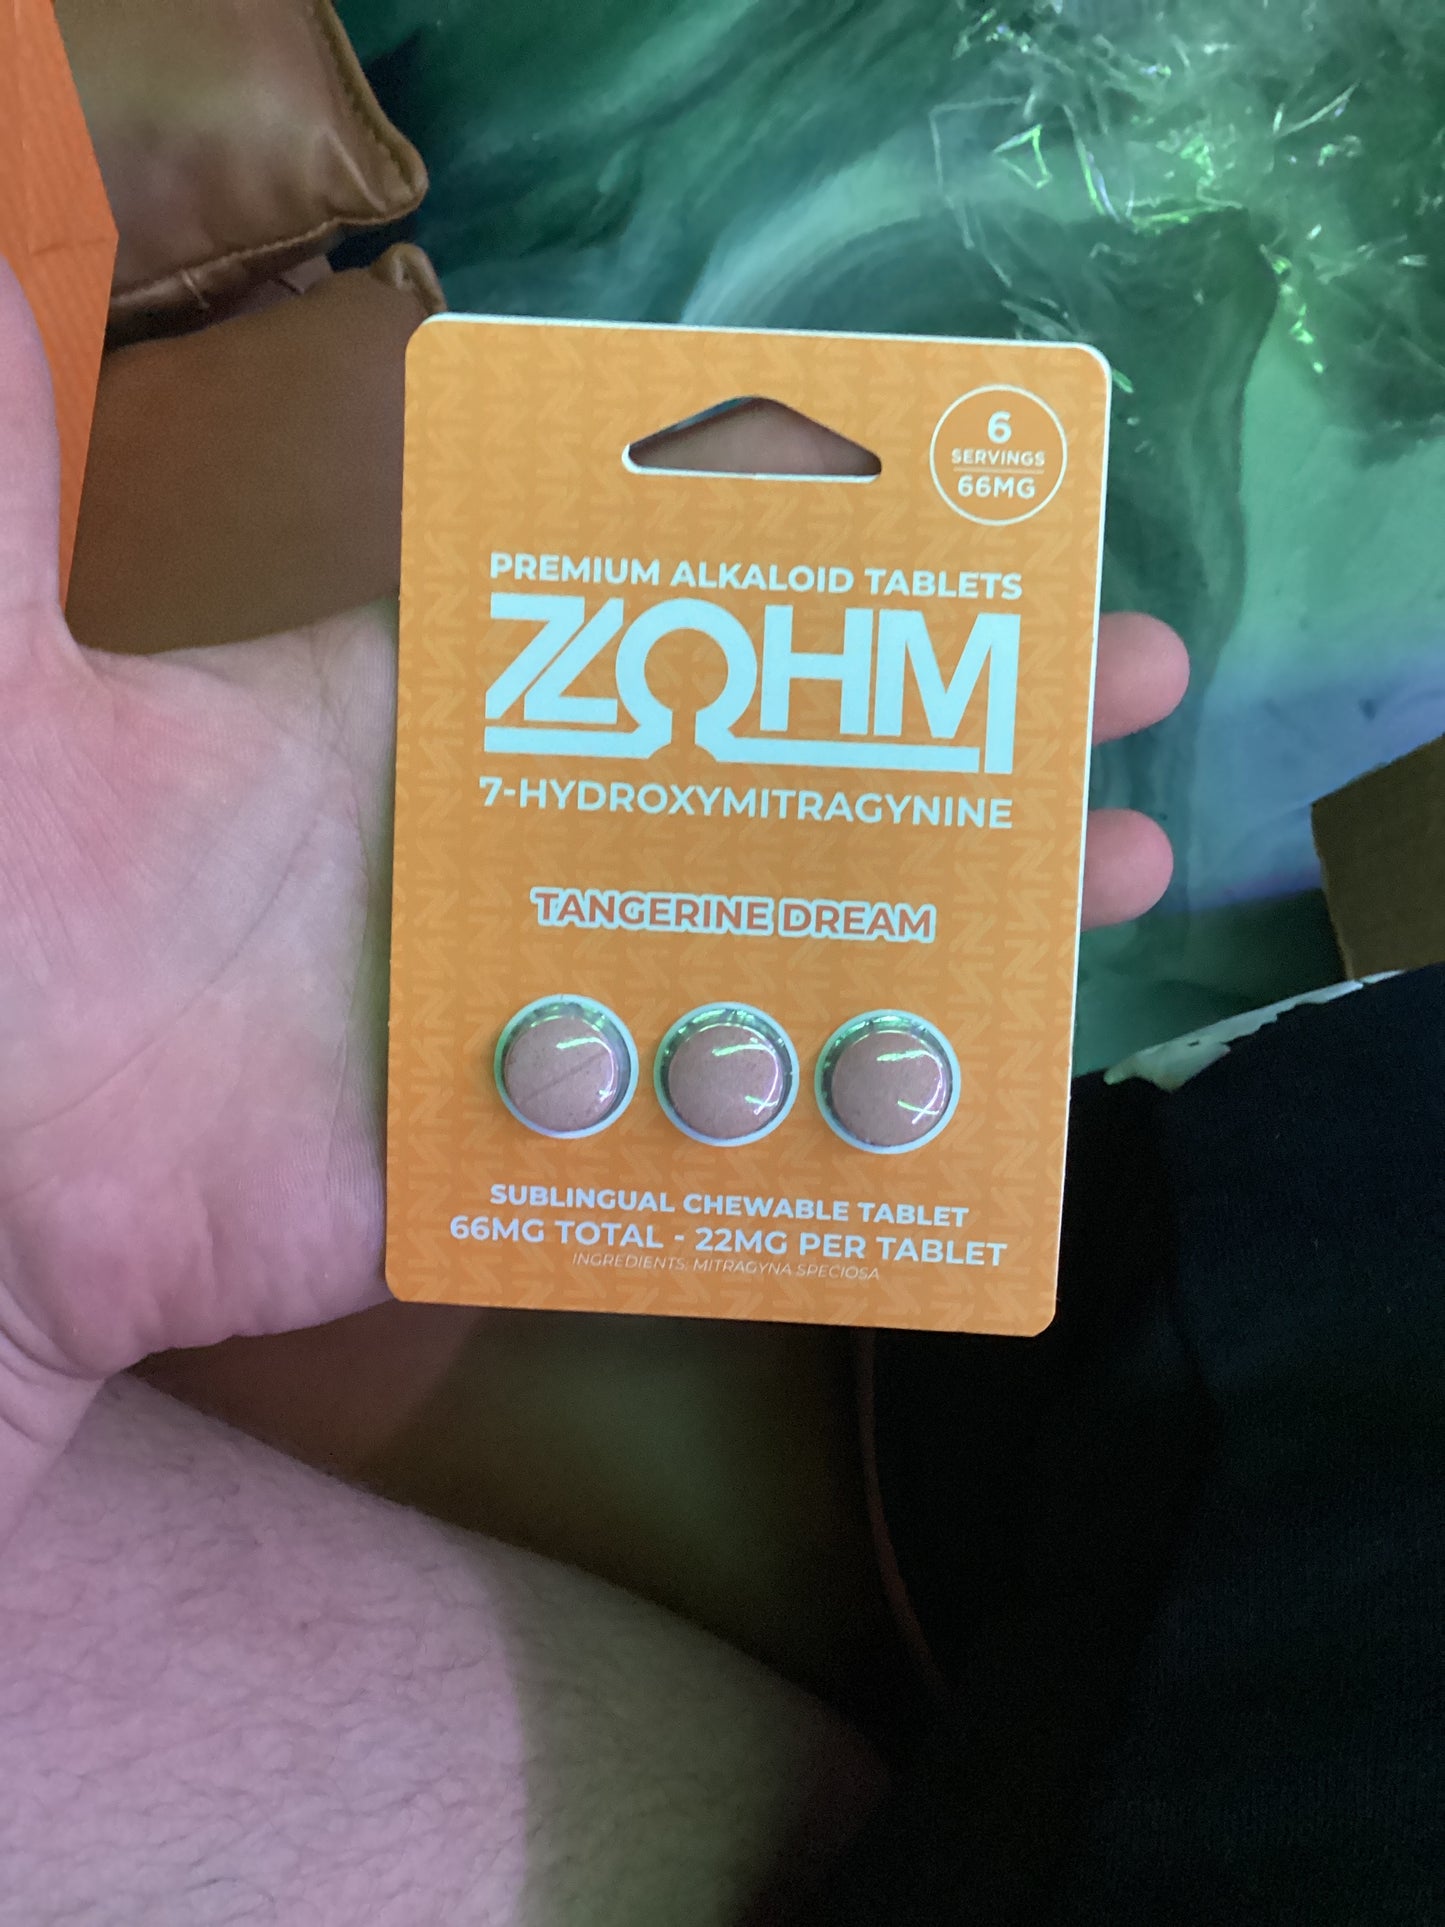 6
SERVINGS
66MG
PREMIUM ALKALOID TABLETS
ZΩHM
7-HYDROXYMITRAGYNINE
TANGERINE DREAM
SUBLINGUAL CHEWABLE TABLET
66MG TOTAL - 22MG PER TABLET
INGREDIENTS: MITRAGYNA SPECIOSA